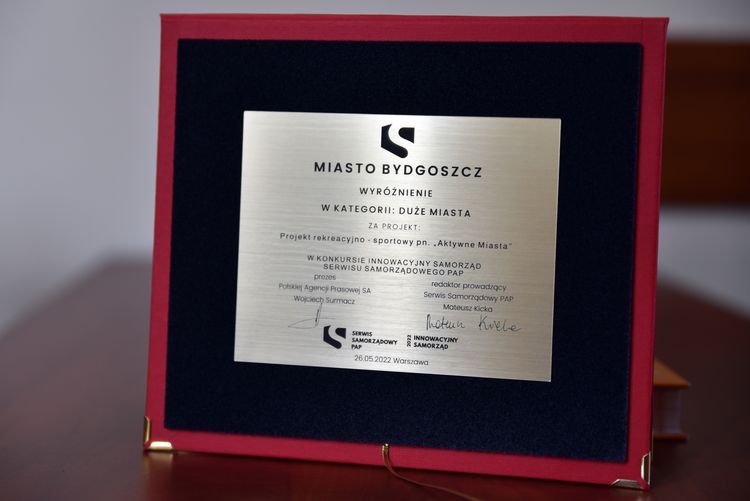 MIASTO BYDGOSZCZ
WYRÓŻNIENIE
W KATEGORII: DUŻE MIASTA
ZA PROJEKT:
Projekt rekreacyjno - sportowy pn. „Aktywne Miasta"
W KONKURSIE INNOWACYJNY SAMORZĄD
SERWISU SAMORZĄDOWEGO PAP
prezes
Polskiej Agencji Prasowej SA
Wojciech Surmacz
redaktor prowadzący
Serwis Samorządowy PAP
Mateusz Kicka
Mateusz Kicka
SERWIS
SAMORZĄDOWY
PAP
2022
INNOWACYJNY
SAMORZĄD
26.05.2022 Warszawa